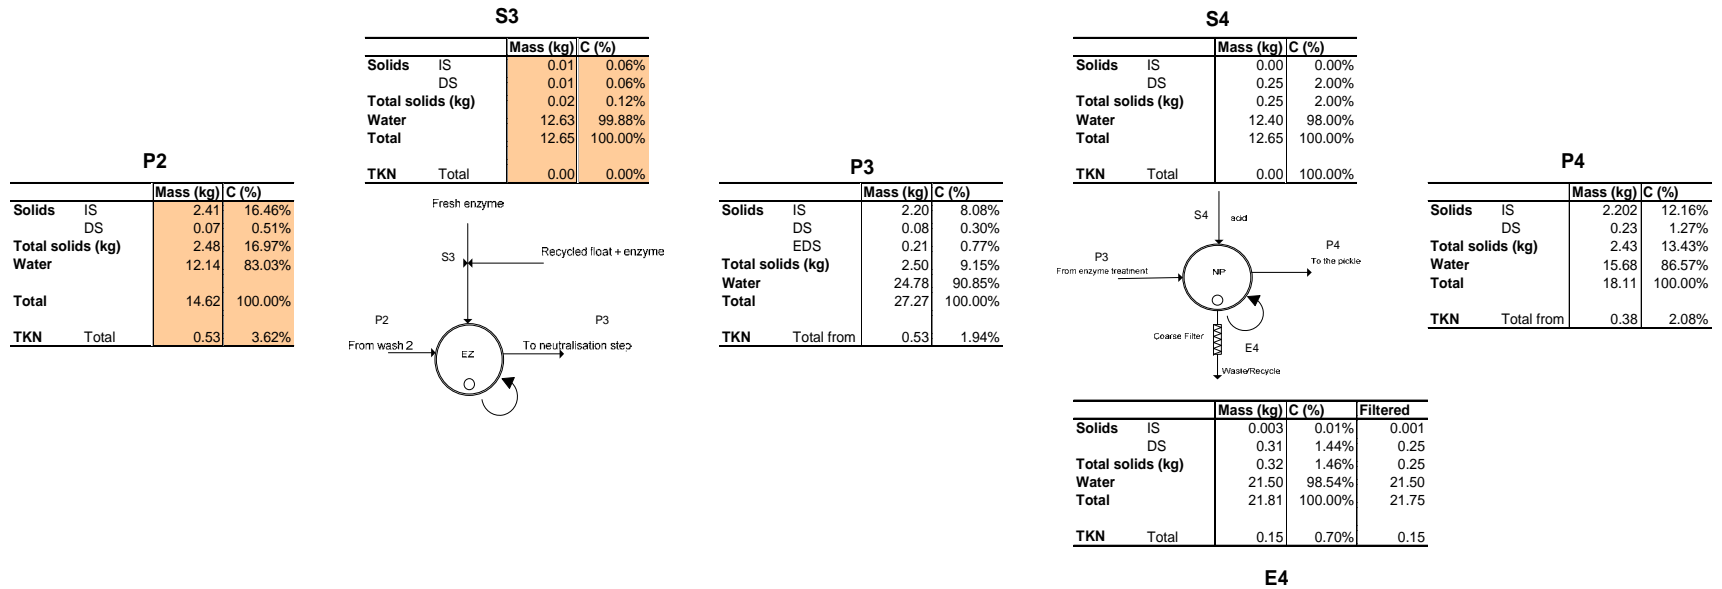 S3
Mass (kg) C (%)
Solids IS 0.01 0.06%
DS 0.01 0.06%
Total solids (kg) 0.02 0.12%
Water 12.63 99.88%
Total 12.65 100.00%
TKN Total 0.00 0.00%
S4
Mass (kg) C (%)
Solids IS 0.00 0.00%
DS 0.25 2.00%
Total solids (kg) 0.25 2.00%
Water 12.40 98.00%
Total 12.65 100.00%
TKN Total 0.00 100.00%
P2
Mass (kg) C (%)
Solids IS 2.41 16.46%
DS 0.07 0.51%
Total solids (kg) 2.48 16.97%
Water 12.14 83.03%
Total 14.62 100.00%
TKN Total 0.53 3.62%
Fresh enzyme
S3
Recycled float + enzyme
P2
From wash 2
EZ
P3
To neutralisation step
P3
Mass (kg) C (%)
Solids IS 2.20 8.08%
DS 0.08 0.30%
EDS 0.21 0.77%
Total solids (kg) 2.50 9.15%
Water 24.78 90.85%
Total 27.27 100.00%
TKN Total from 0.53 1.94%
S4
acid
P3
From enzyme treatment
NP
P4
To the pickle
Coarse Filter
E4
Waste/Recycle
P4
Mass (kg) C (%)
Solids IS 2.202 12.16%
DS 0.23 1.27%
Total solids (kg) 2.43 13.43%
Water 15.68 86.57%
Total 18.11 100.00%
TKN Total from 0.38 2.08%
Mass (kg) C (%) Filtered
Solids IS 0.003 0.01% 0.001
DS 0.31 1.44% 0.25
Total solids (kg) 0.32 1.46% 0.25
Water 21.50 98.54% 21.50
Total 21.81 100.00% 21.75
TKN Total 0.15 0.70% 0.15
E4